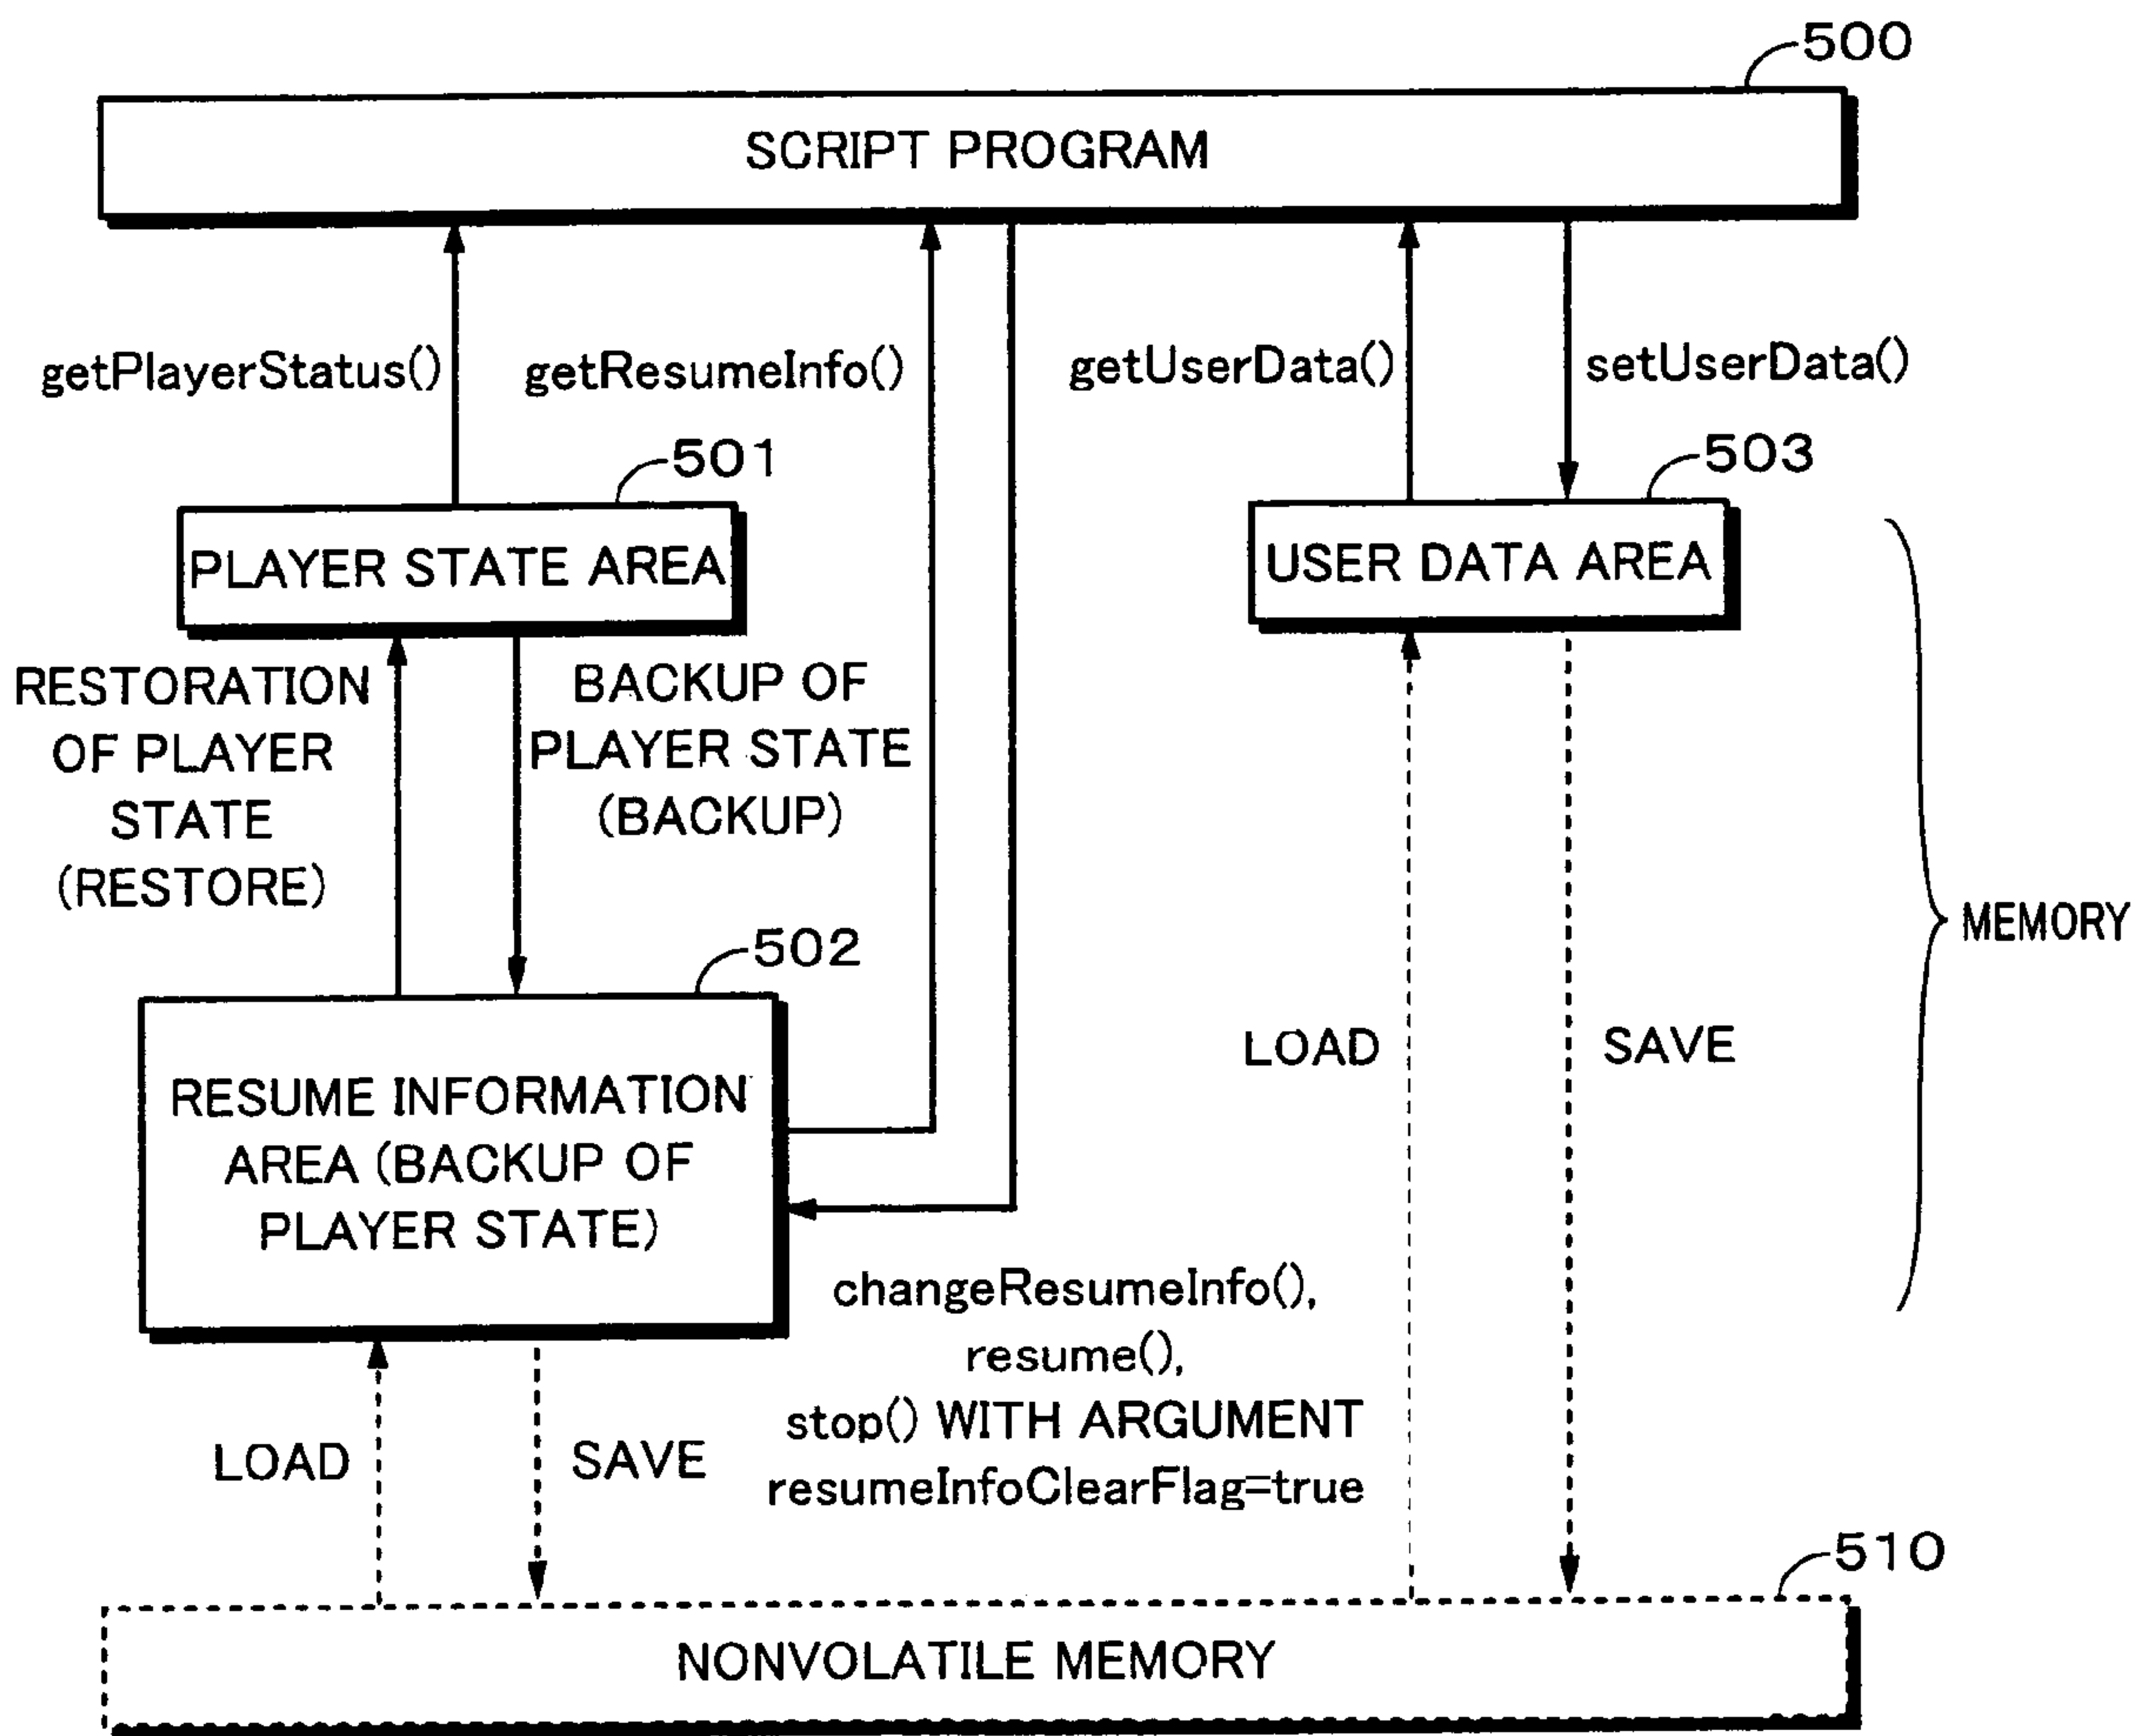 500
SCRIPT PROGRAM
getPlayerStatus()
getResumeInfo()
getUserData()
setUserData()
501
503
PLAYER STATE AREA
USER DATA AREA
RESTORATION
OF PLAYER
STATE
(RESTORE)
BACKUP OF
PLAYER STATE
(BACKUP)
MEMORY
502
RESUME INFORMATION
AREA (BACKUP OF
PLAYER STATE)
LOAD
SAVE
changeResumeInfo(),
resume(),
stop() WITH ARGUMENT
resumeInfoClearFlag=true
LOAD
SAVE
510
NONVOLATILE MEMORY